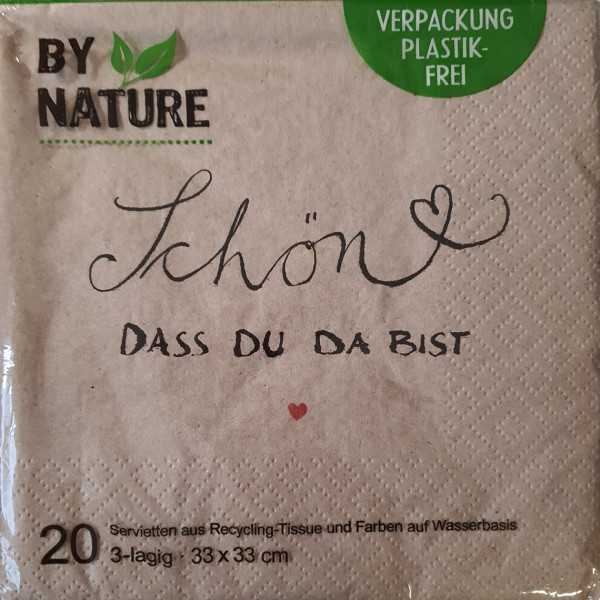 BY
NATURE
VERPACKUNG
PLASTIK-
FREI
Schön
DASS DU DA BIST
20
Servietten aus Recycling-Tissue und Farben auf Wasserbasis
3-lagig · 33 x 33 cm